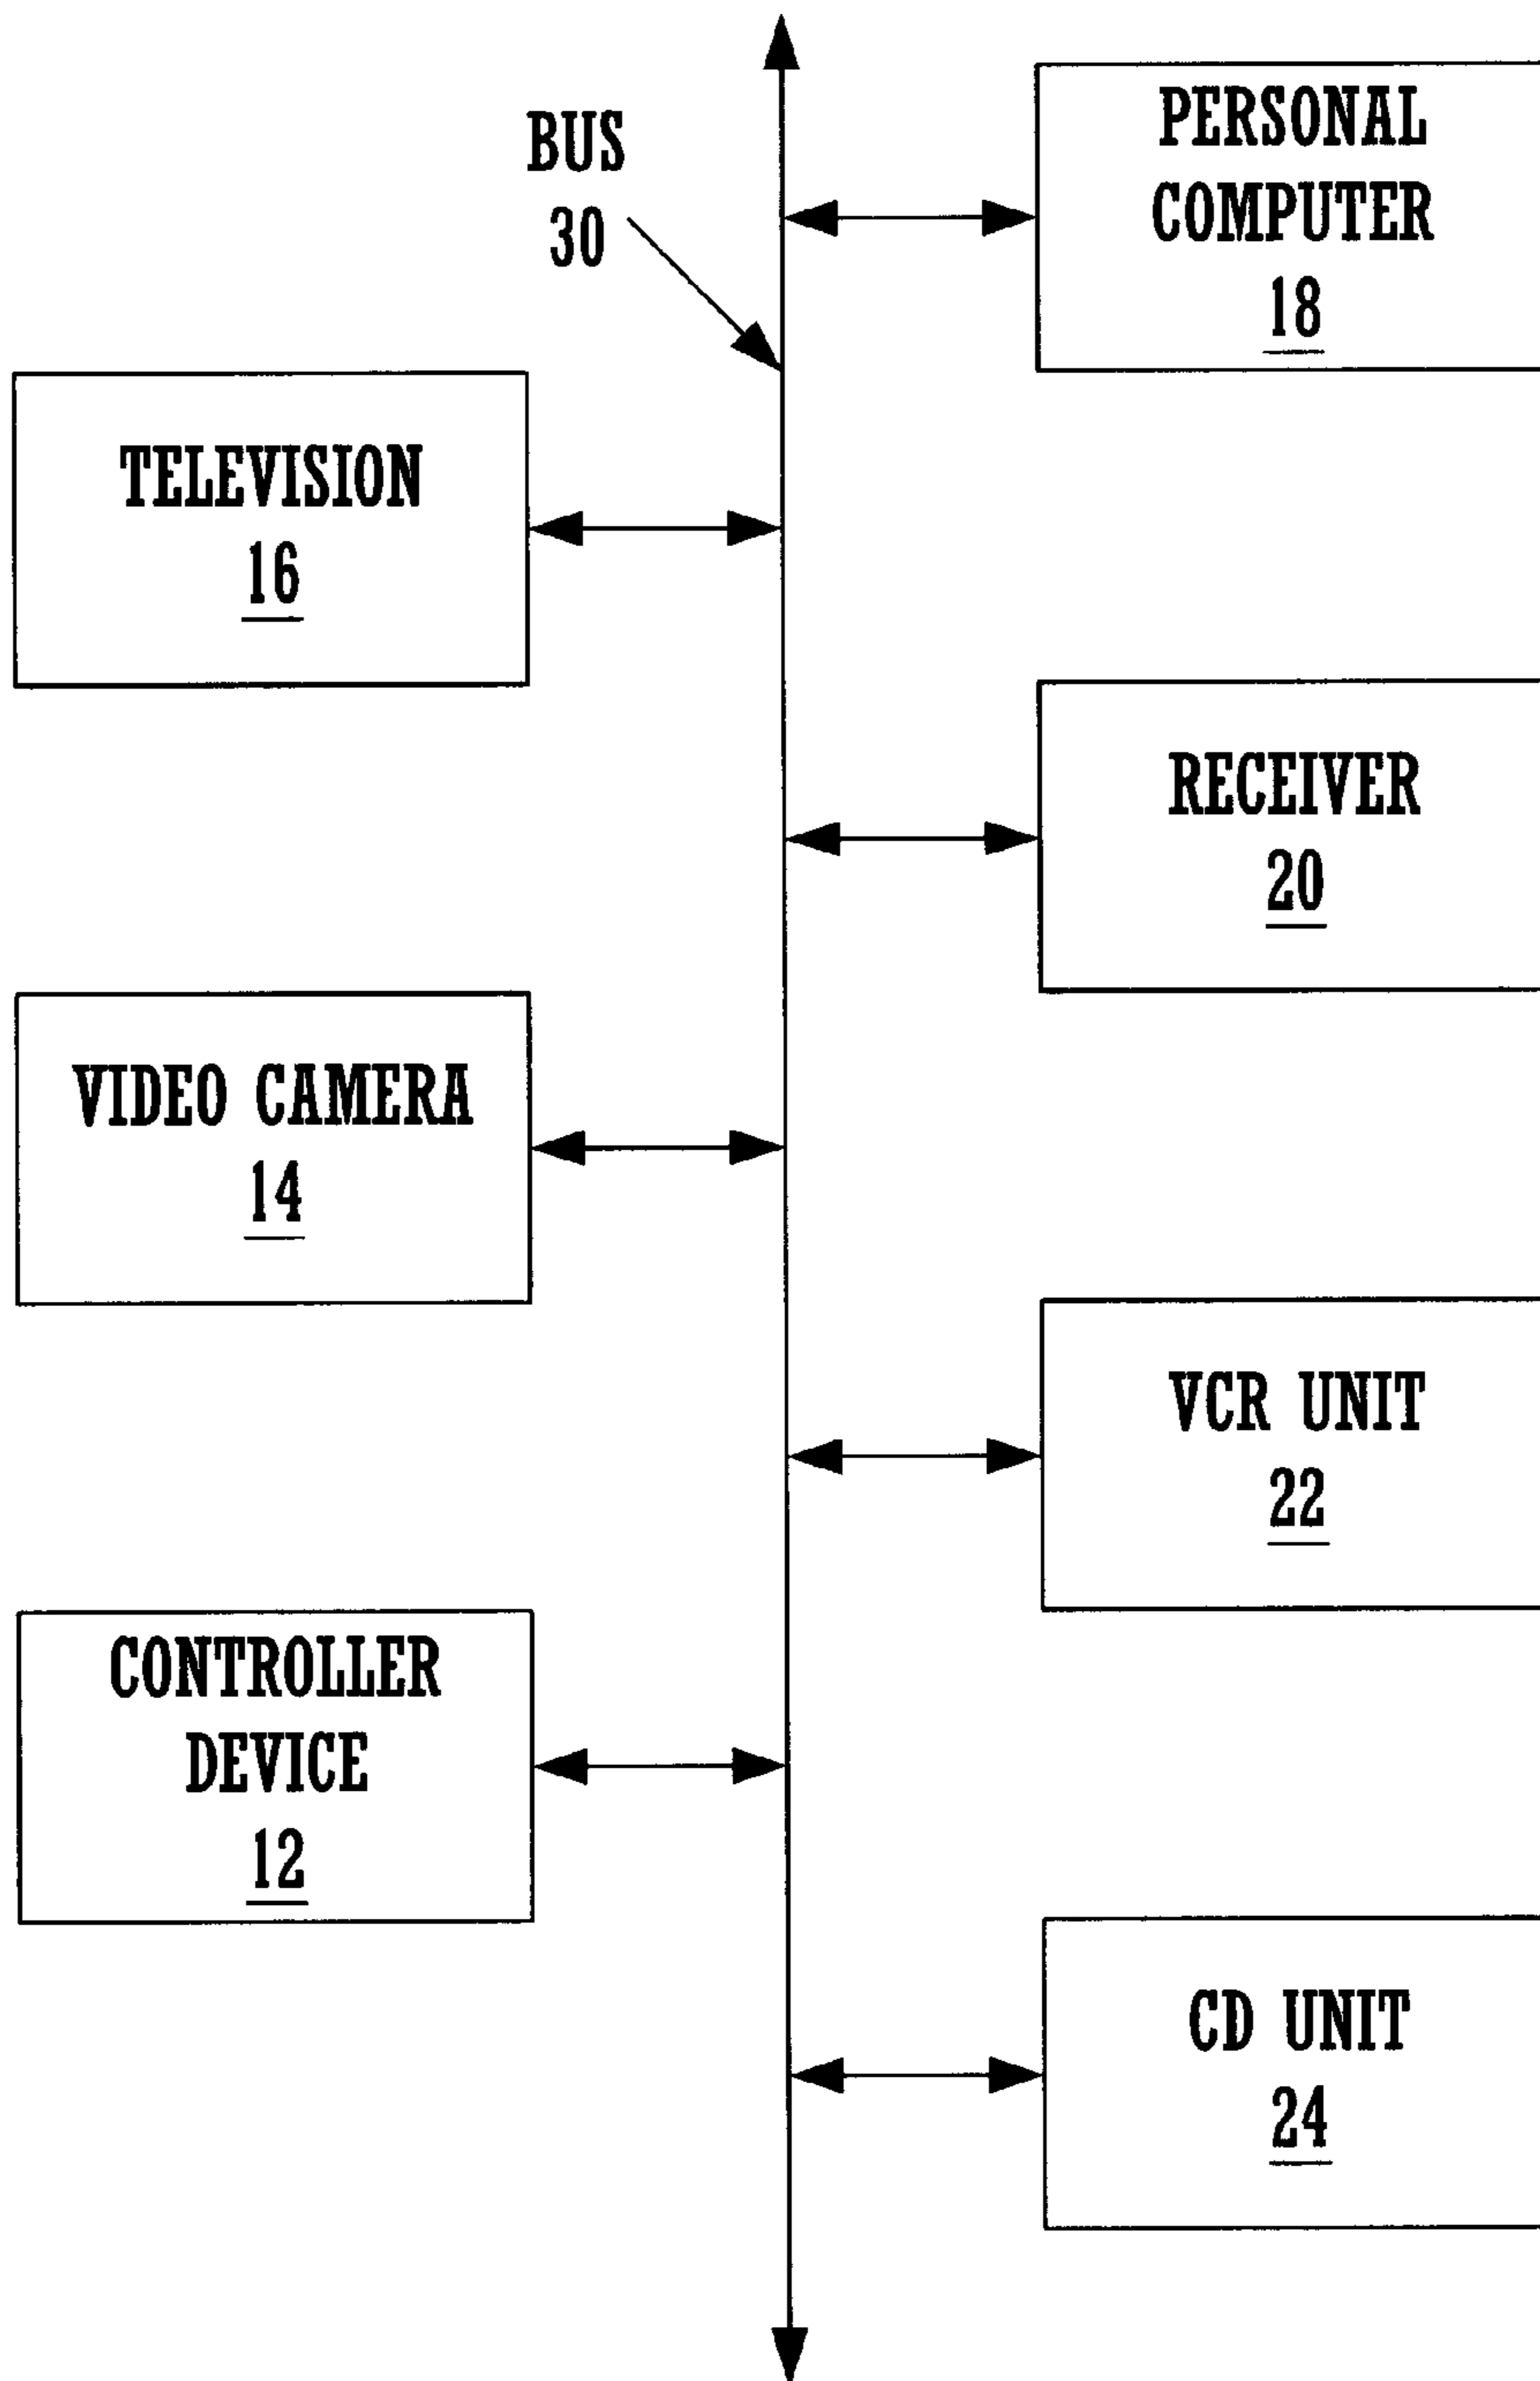 BUS
30
PERSONAL
COMPUTER
18
TELEVISION
16
RECEIVER
20
VIDEO CAMERA
14
VCR UNIT
22
CONTROLLER
DEVICE
12
CD UNIT
24